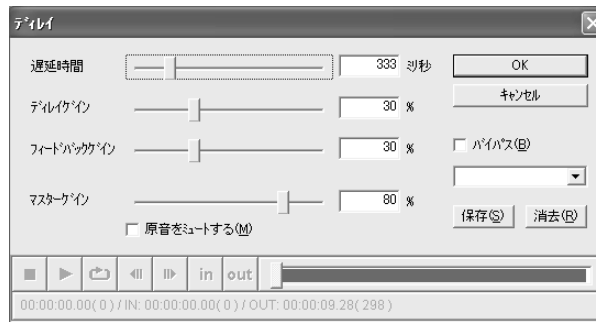 ﾃﾞｨﾚｲ
遅延時間 333 ﾐﾘ秒 OK
ﾃﾞｨﾚｲｹﾞｲﾝ 30 % ｷｬﾝｾﾙ
ﾌｨｰﾄﾞﾊﾞｯｸｹﾞｲﾝ 30 % ﾊﾞｲﾊﾟｽ(B)
ﾏｽﾀｰｹﾞｲﾝ 80 %
原音をﾐｭｰﾄする(M) 保存(S) 消去(R)
in out
00:00:00.00( 0 ) / IN: 00:00:00.00( 0 ) / OUT: 00:00:09.28( 298 )